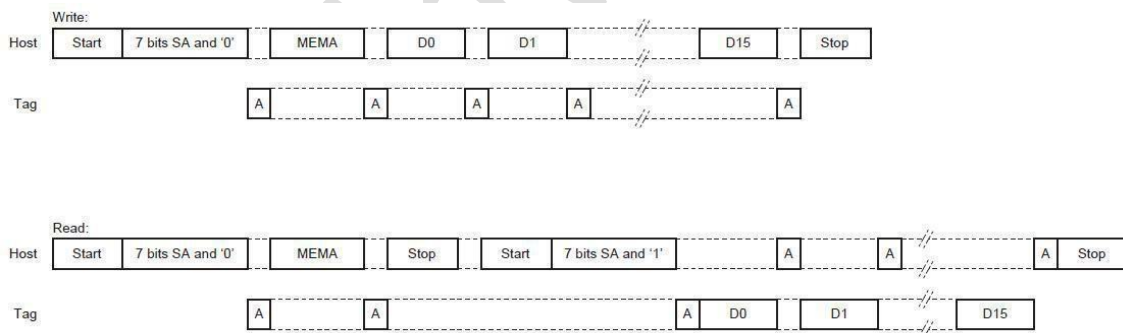 Write:
Host Start 7 bits SA and ‘0’ MEMA D0 D1 D15 Stop
Tag A A A A A
Read:
Host Start 7 bits SA and ‘0’ MEMA Stop Start 7 bits SA and ‘1’ A A A Stop
Tag A A A D0 D1 D15